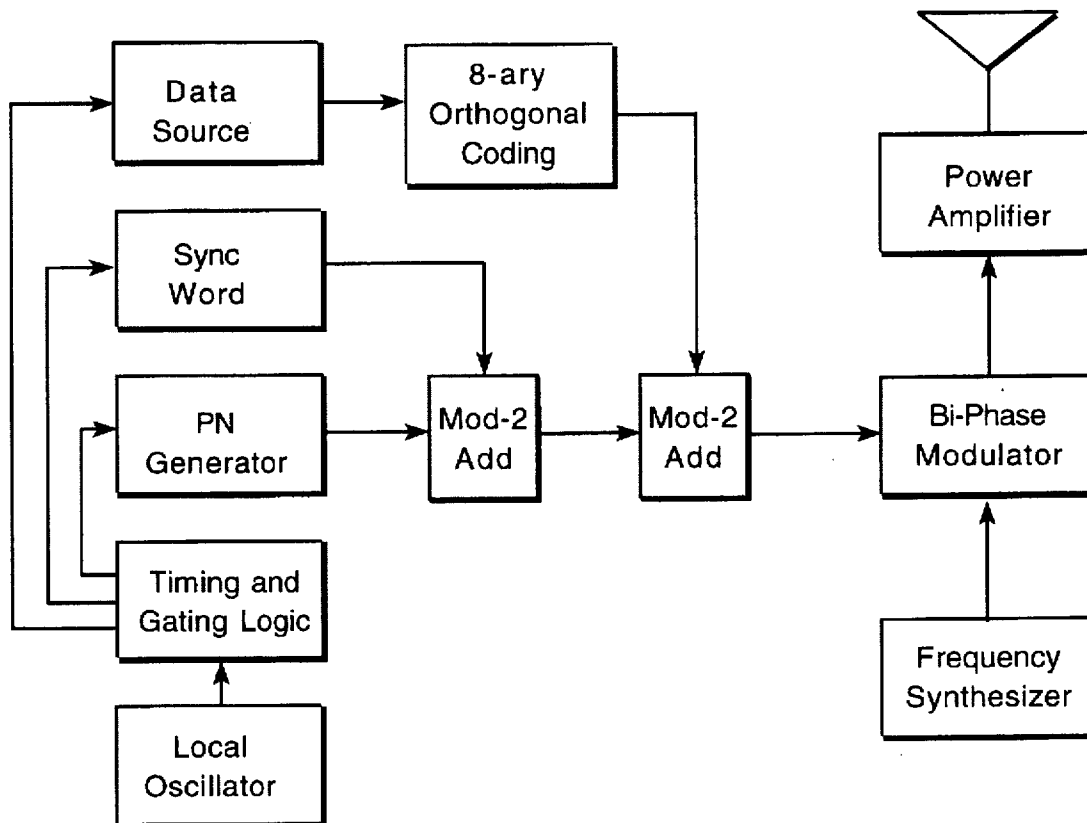 Data
Source
8-ary
Orthogonal
Coding
Power
Amplifier
Sync
Word
PN
Generator
Mod-2
Add
Mod-2
Add
Bi-Phase
Modulator
Timing and
Gating Logic
Frequency
Synthesizer
Local
Oscillator